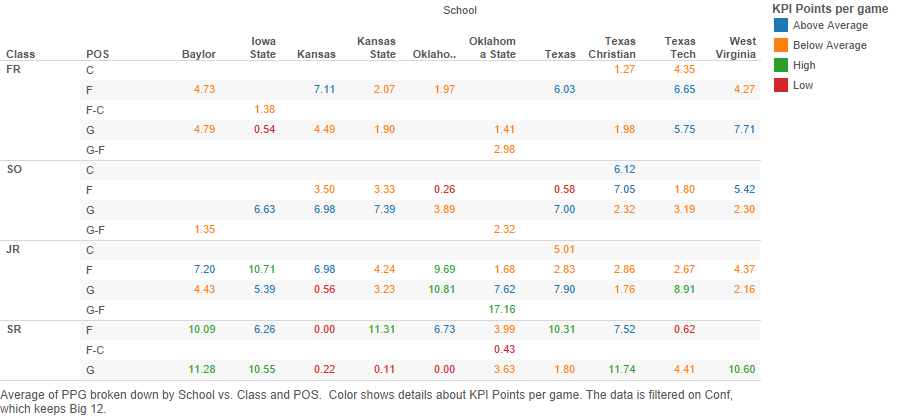 School
KPI Points per game
Above Average
Below Average
High
Low
Class POS Baylor Iowa State Kansas Kansas State Oklaho.. Oklahom a State Texas Texas Christian Texas Tech West Virginia
FR C 1.27 4.35
F 4.73 7.11 2.07 1.97 6.03 6.65 4.27
F-C 1.38
G 4.79 0.54 4.49 1.90 1.41 1.98 5.75 7.71
G-F 2.98
SO C 6.12
F 3.50 3.33 0.26 0.58 7.05 1.80 5.42
G 6.63 6.98 7.39 3.89 7.00 2.32 3.19 2.30
G-F 1.35 2.32
JR C 5.01
F 7.20 10.71 6.98 4.24 9.69 1.68 2.83 2.86 2.67 4.37
G 4.43 5.39 0.56 3.23 10.81 7.62 7.90 1.76 8.91 2.16
G-F 17.16
SR F 10.09 6.26 0.00 11.31 6.73 3.99 10.31 7.52 0.62
F-C 0.43
G 11.28 10.55 0.22 0.11 0.00 3.63 1.80 11.74 4.41 10.60
Average of PPG broken down by School vs. Class and POS. Color shows details about KPI Points per game. The data is filtered on Conf,
which keeps Big 12.